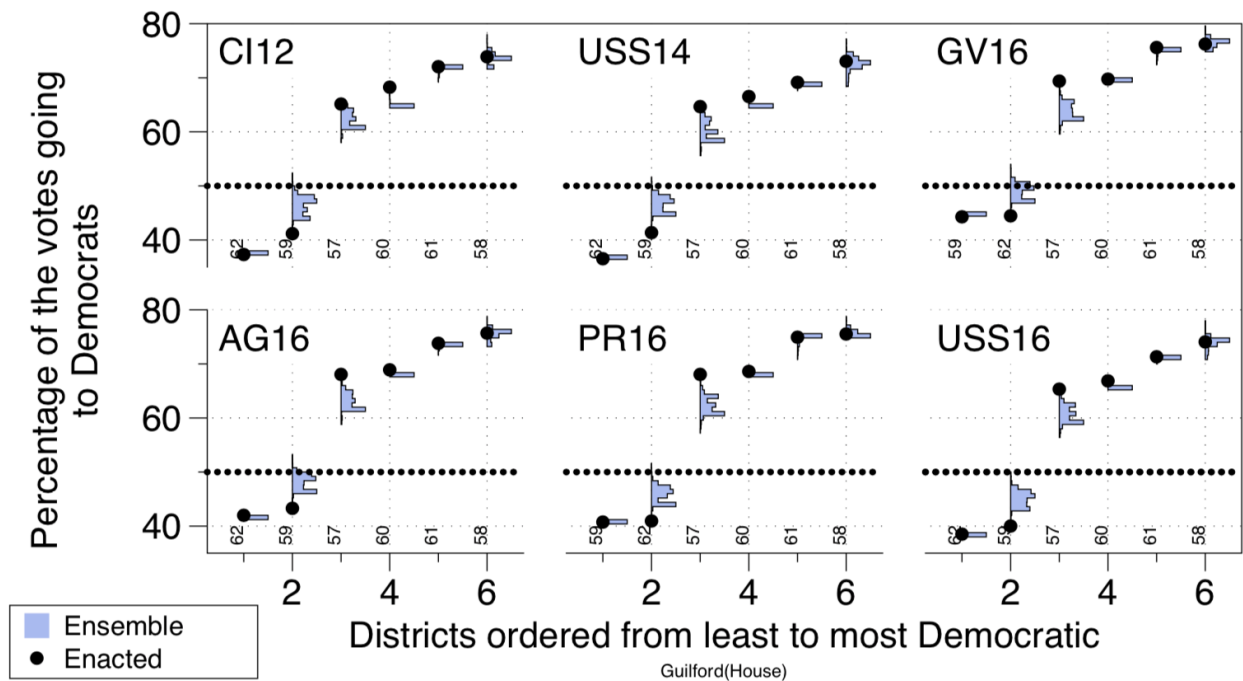 Percentage of the votes going
to Democrats
80
60
40
CI12
62 59 57 60 61 58
USS14
62 59 57 60 61 58
GV16
59 62 57 60 61 58
80
60
40
AG16
62 59 57 60 61 58
PR16
59 62 57 60 61 58
USS16
62 59 57 60 61 58
2 4 6 2 4 6 2 4 6
Districts ordered from least to most Democratic
Guilford(House)
Ensemble
Enacted